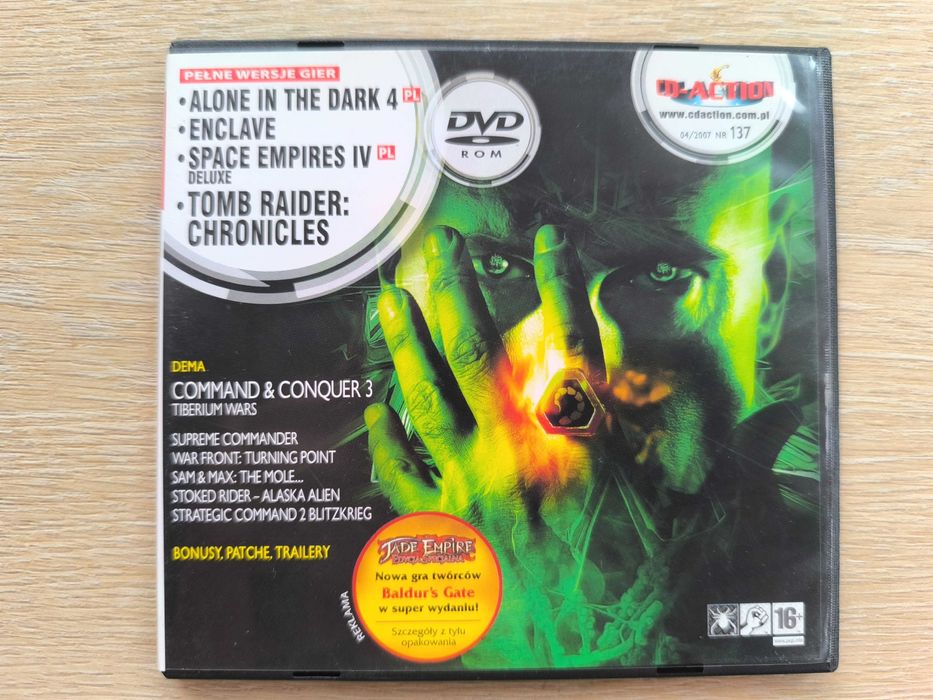 PEŁNE WERSJE GIER
• ALONE IN THE DARK 4 PL
• ENCLAVE
• SPACE EMPIRES IV PL
DELUXE
• TOMB RAIDER:
CHRONICLES
DVD
ROM
CD-ACTION
www.cdaction.com.pl
04/2007 NR 137
DEMA
COMMAND & CONQUER 3
TIBERIUM WARS
SUPREME COMMANDER
WAR FRONT: TURNING POINT
SAM & MAX: THE MOLE...
STOKED RIDER – ALASKA ALIEN
STRATEGIC COMMAND 2 BLITZKRIEG
BONUSY, PATCHE, TRAILERY
REKLAMA
JADE EMPIRE
EDYCJA SPECJALNA
Nowa gra twórców
Baldur's Gate
w super wydaniu!
Szczegóły z tyłu
opakowania
16+